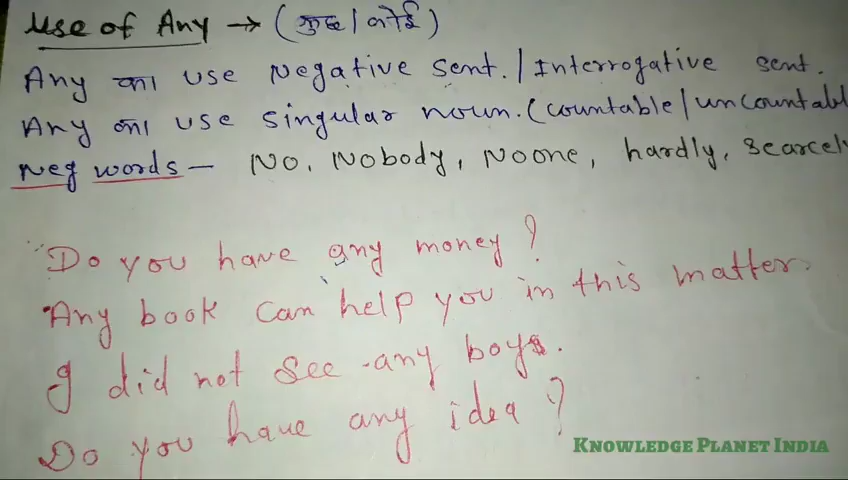 Use of Any → (कुछ / कोई)
Any का use Negative sent. / Interrogative sent.
Any का use singular noun. (countable / uncountabl
Neg words - No, Nobody, Noone, hardly, scarcely
Do you have any money?
Any book can help you in this matter.
I did not see any boys.
Do you have any idea?
KNOWLEDGE PLANET INDIA